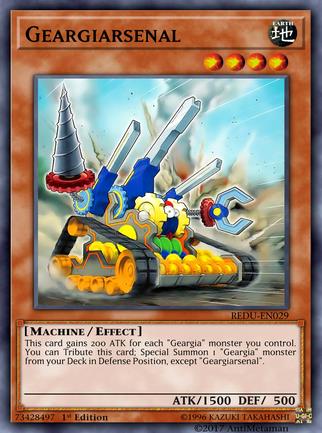 GEARGIARSENAL
EARTH
地
REDU-EN029
[MACHINE / EFFECT]
This card gains 200 ATK for each "Geargia" monster you control.
You can Tribute this card; Special Summon 1 "Geargia" monster
from your Deck in Defense Position, except "Geargiarsenal".
ATK/1500 DEF/ 500
73428497 1st Edition ©1996 KAZUKI TAKAHASHI
©2017 AntiMetaman